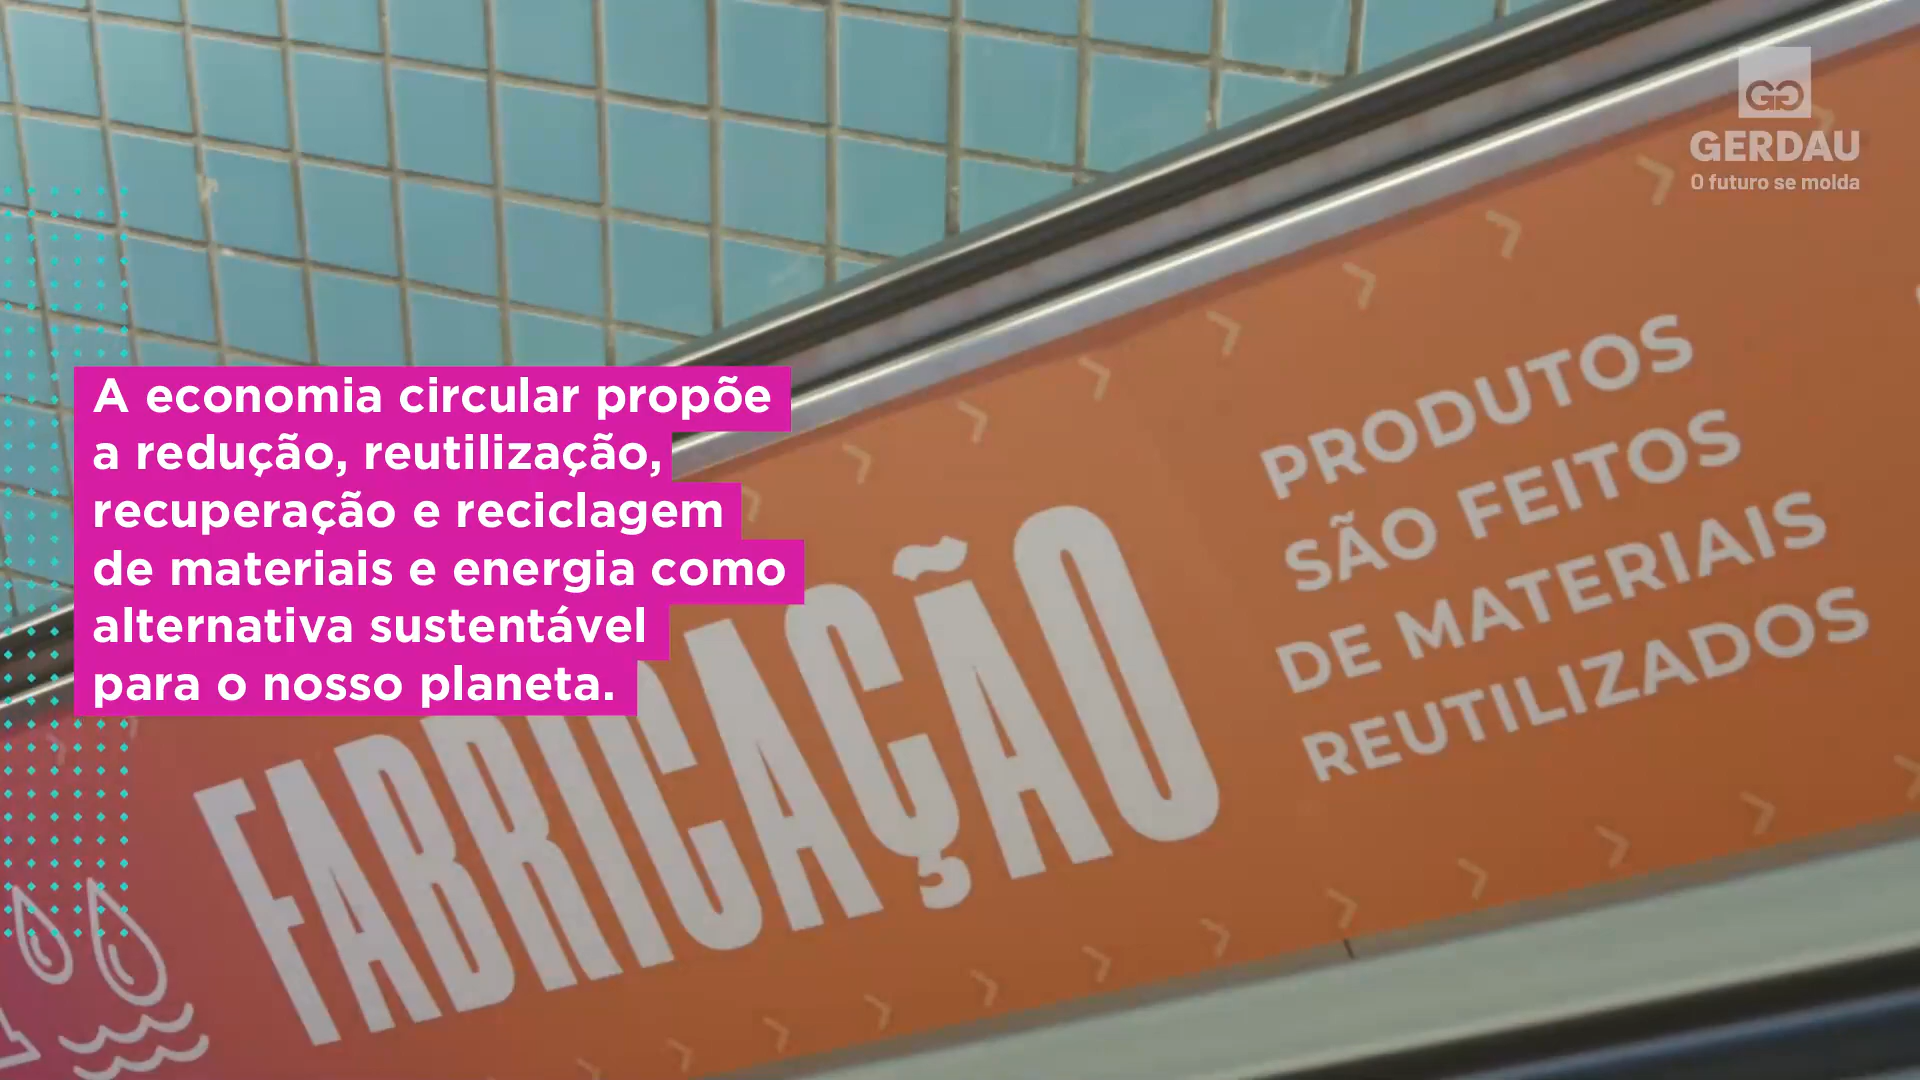 GERDAU
O futuro se molda
A economia circular propõe
a redução, reutilização,
recuperação e reciclagem
de materiais e energia como
alternativa sustentável
para o nosso planeta.
FABRICAÇÃO
PRODUTOS
SÃO FEITOS
DE MATERIAIS
REUTILIZADOS